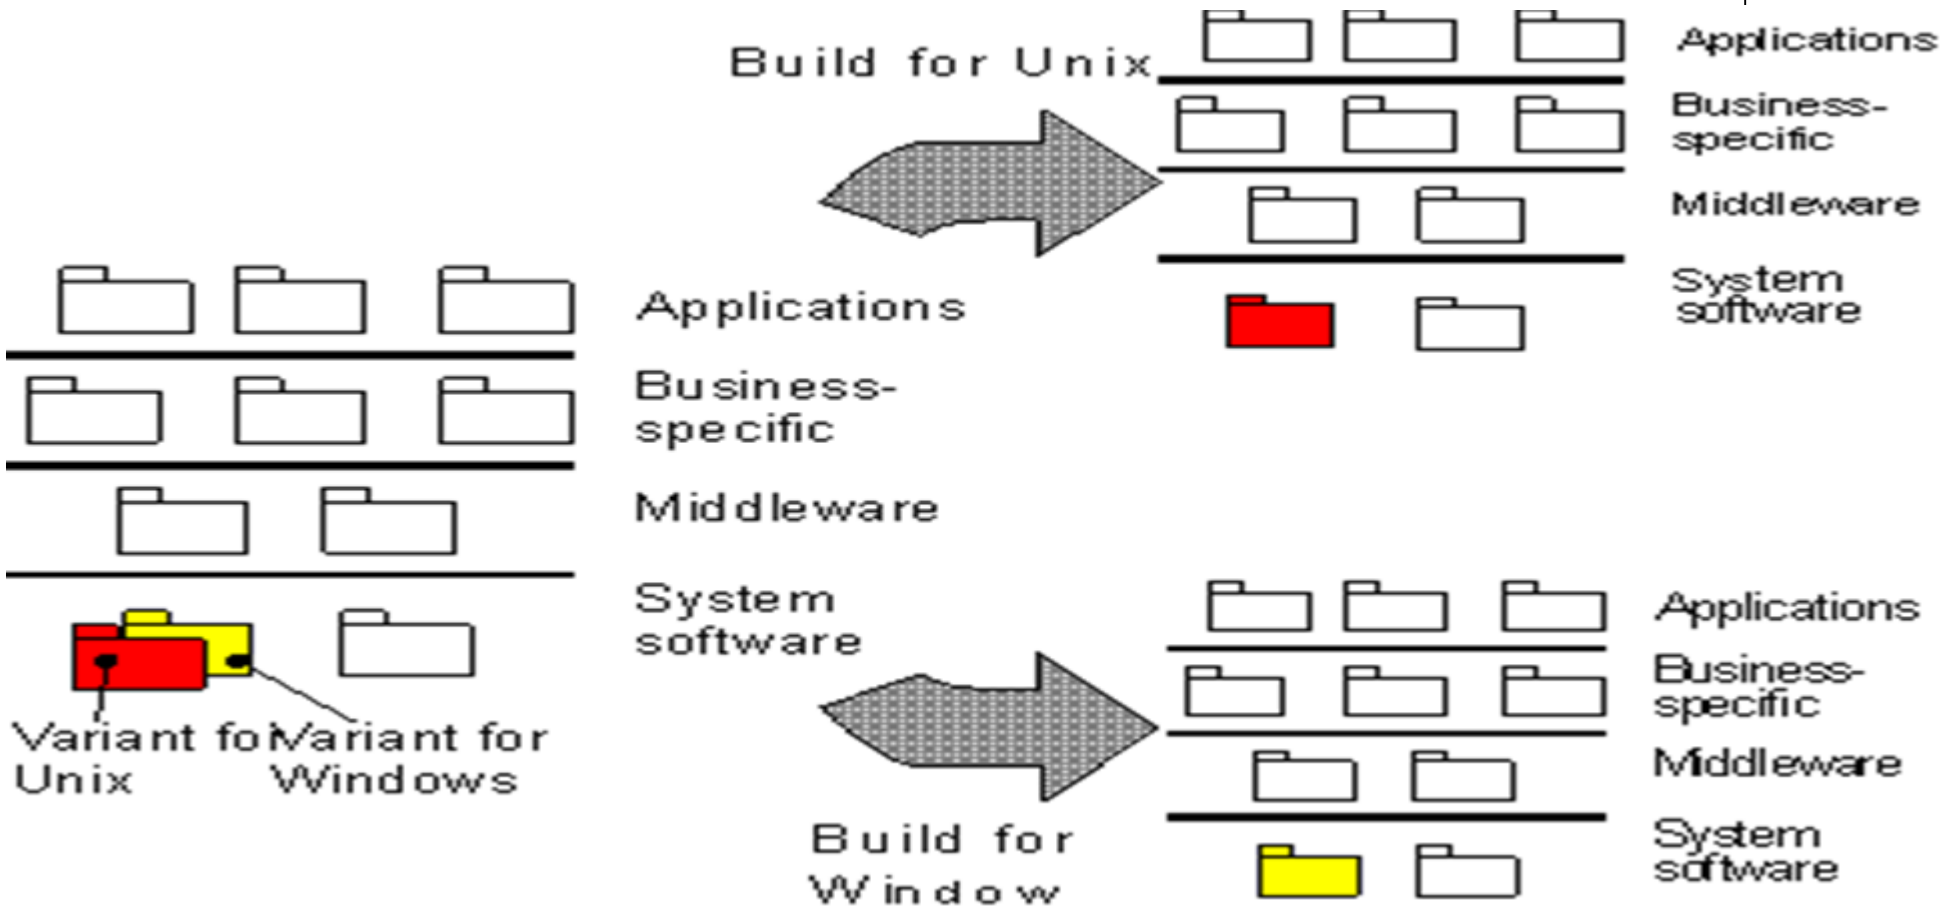 Build for Unix
Applications
Business-
specific
Middleware
System
software
Applications
Business-
specific
Middleware
System
software
Variant fo
Unix
Variant for
Windows
Build for
Window
Applications
Business-
specific
Middleware
System
software